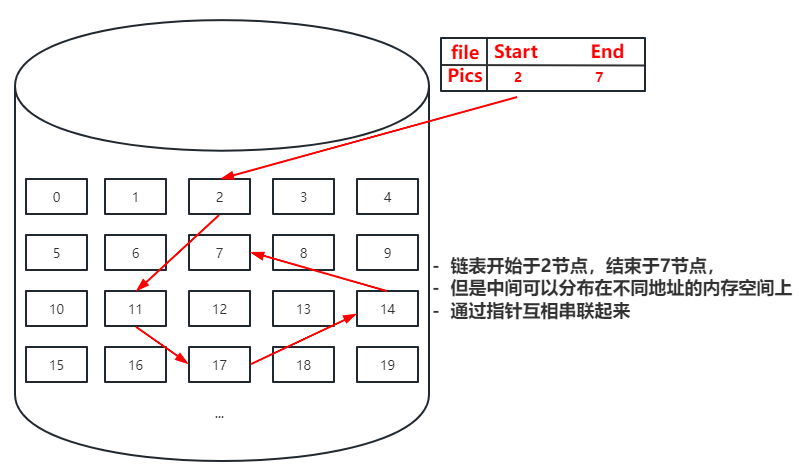 file Start End
Pics 2 7
0 1 2 3 4
5 6 7 8 9
10 11 12 13 14
15 16 17 18 19
...
- 链表开始于2节点，结束于7节点，
- 但是中间可以分布在不同地址的内存空间上
- 通过指针互相串联起来